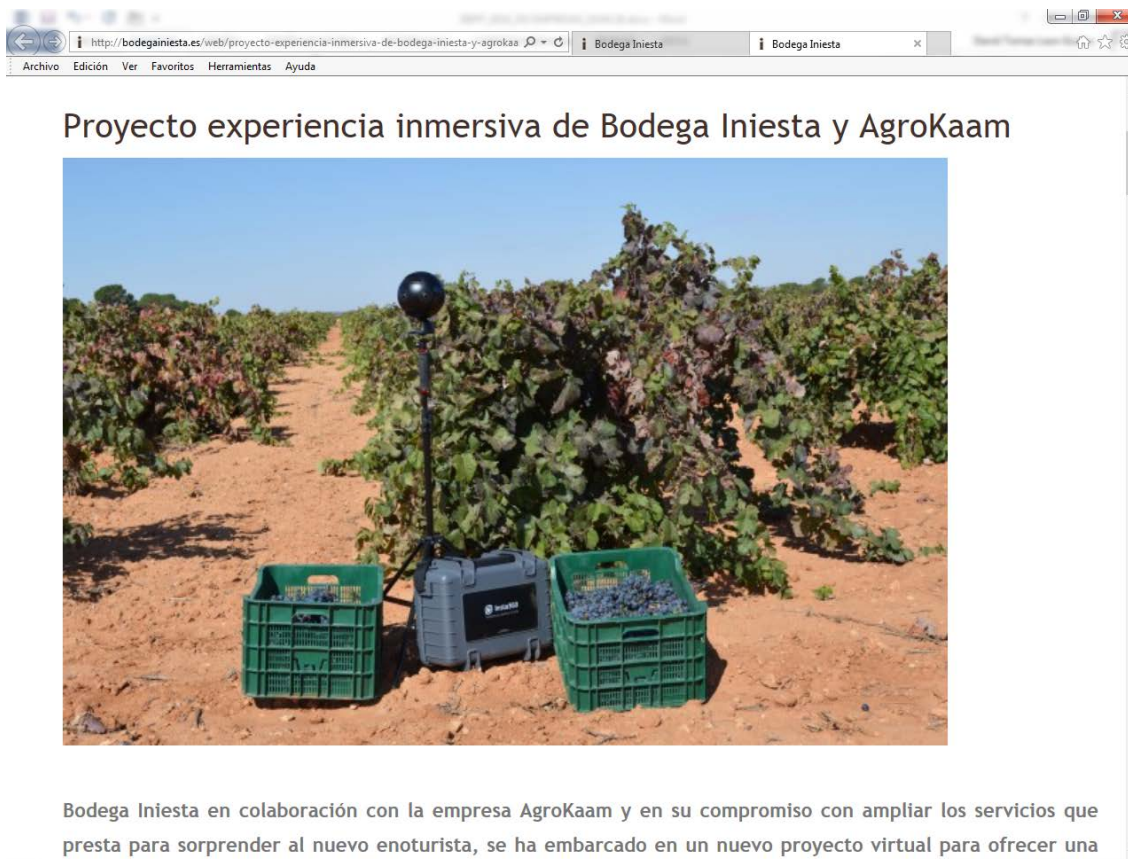 http://bodegainiesta.es/web/proyecto-experiencia-inmersiva-de-bodega-iniesta-y-agrokaa
Bodega Iniesta
Bodega Iniesta
Archivo Edición Ver Favoritos Herramientas Ayuda
Proyecto experiencia inmersiva de Bodega Iniesta y AgroKaam
Insta360
Bodega Iniesta en colaboración con la empresa AgroKaam y en su compromiso con ampliar los servicios que
presta para sorprender al nuevo enoturista, se ha embarcado en un nuevo proyecto virtual para ofrecer una